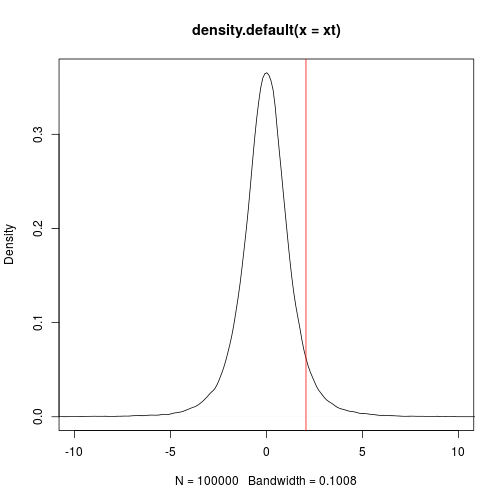 density.default(x = xt)
Density
0.3
0.2
0.1
0.0
-10 -5 0 5 10
N = 100000 Bandwidth = 0.1008